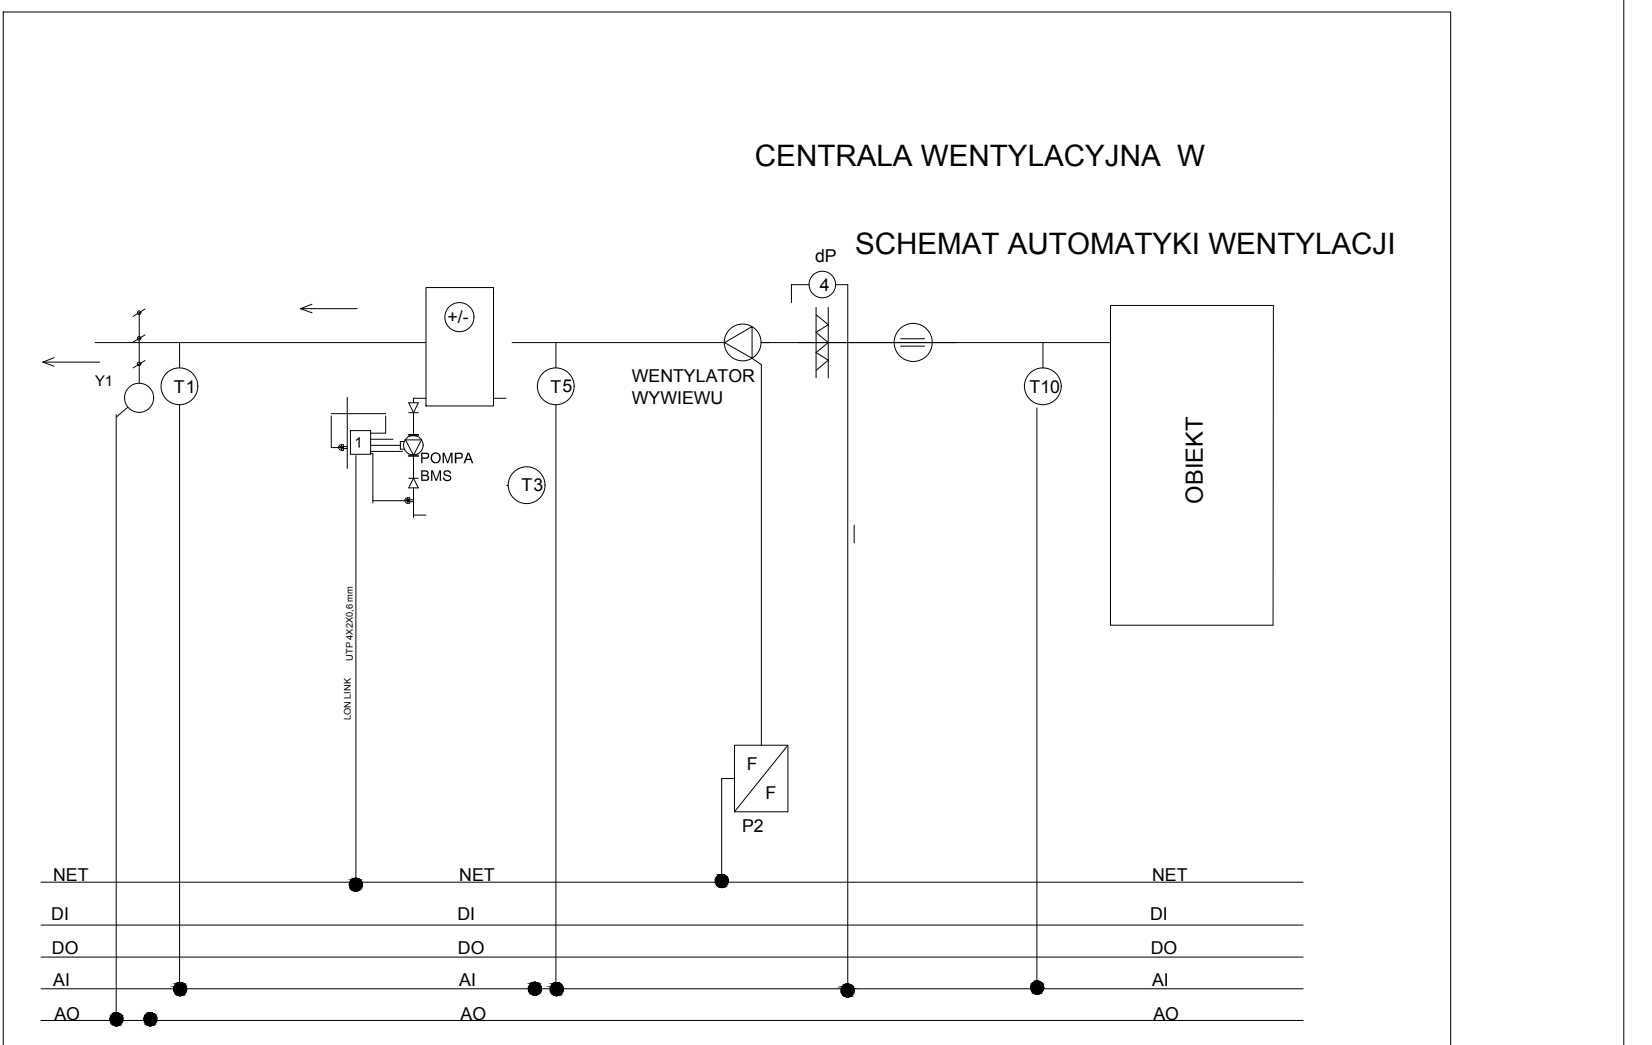 CENTRALA WENTYLACYJNA W
SCHEMAT AUTOMATYKI WENTYLACJI
dP
4
+/-
Y1
T1
T5
WENTYLATOR
WYWIEWU
T10
1
POMPA
BMS
T3
OBIEKT
LON LINK UTP 4X2X0,6 mm
F
F
P2
NET NET NET
DI DI DI
DO DO DO
AI AI AI
AO AO AO